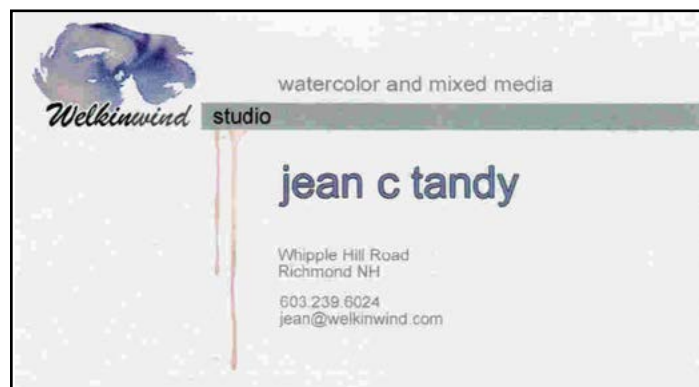 watercolor and mixed media
Welkinwind studio
jean c tandy
Whipple Hill Road
Richmond NH
603.239.6024
jean@welkinwind.com